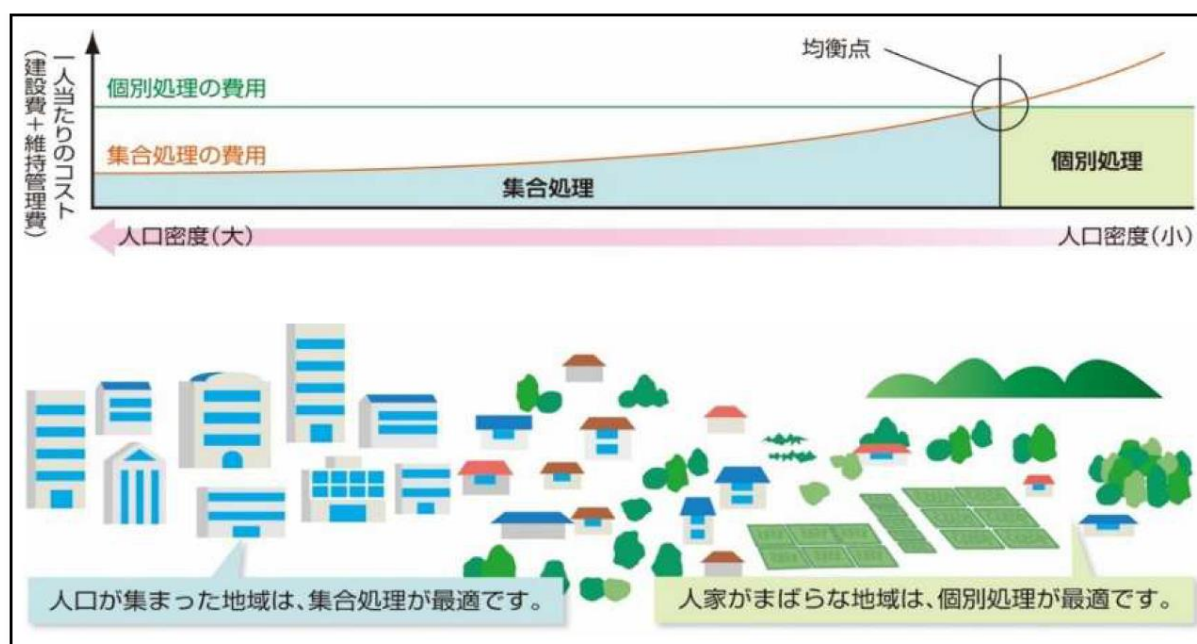 一人当たりのコスト
（建設費＋維持管理費）
均衡点
個別処理の費用
集合処理の費用
集合処理
個別処理
人口密度（大）
人口密度（小）
人口が集まった地域は、集合処理が最適です。
人家がまばらな地域は、個別処理が最適です。